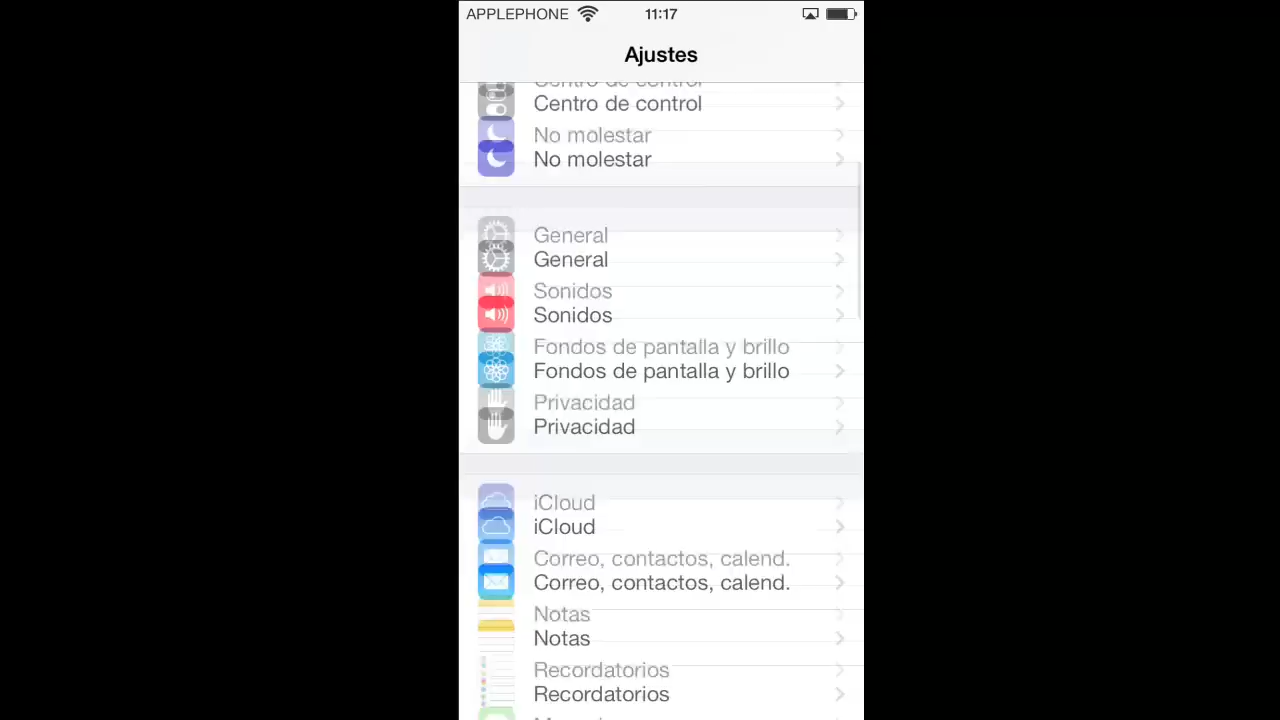 APPLEPHONE 11:17
Ajustes
Centro de control
Centro de control
No molestar
No molestar
General
General
Sonidos
Sonidos
Fondos de pantalla y brillo
Fondos de pantalla y brillo
Privacidad
Privacidad
iCloud
iCloud
Correo, contactos, calend.
Correo, contactos, calend.
Notas
Notas
Recordatorios
Recordatorios